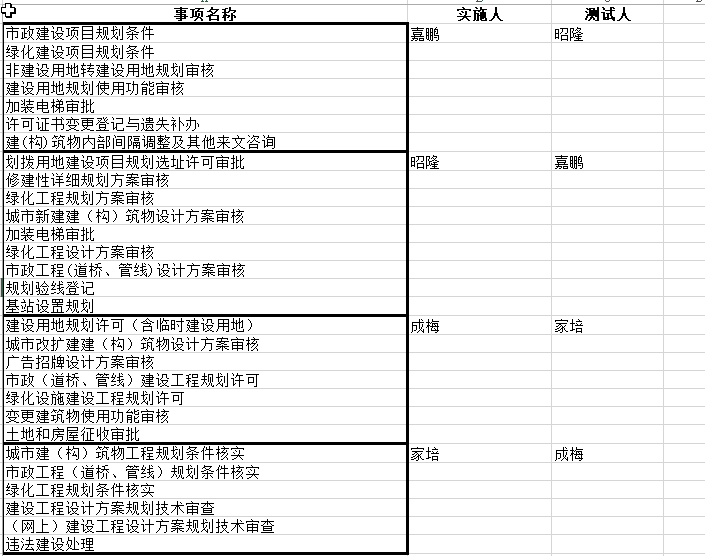 事项名称 实施人 测试人
市政建设项目规划条件 嘉鹏 昭隆
绿化建设项目规划条件
非建设用地转建设用地规划审核
建设用地规划使用功能审核
加装电梯审批
许可证书变更登记与遗失补办
建(构)筑物内部间隔调整及其他来文咨询
划拨用地建设项目规划选址许可审批 昭隆 嘉鹏
修建性详细规划方案审核
绿化工程规划方案审核
城市新建建（构）筑物设计方案审核
加装电梯审批
绿化工程设计方案审核
市政工程(道桥、管线)设计方案审核
规划验线登记
基站设置规划
建设用地规划许可（含临时建设用地） 成梅 家培
城市改扩建建（构）筑物设计方案审核
广告招牌设计方案审核
市政（道桥、管线）建设工程规划许可
绿化设施建设工程规划许可
变更建筑物使用功能审核
土地和房屋征收审批
城市建（构）筑物工程规划条件核实 家培 成梅
市政工程（道桥、管线）规划条件核实
绿化工程规划条件核实
建设工程设计方案规划技术审查
（网上）建设工程设计方案规划技术审查
违法建设处理